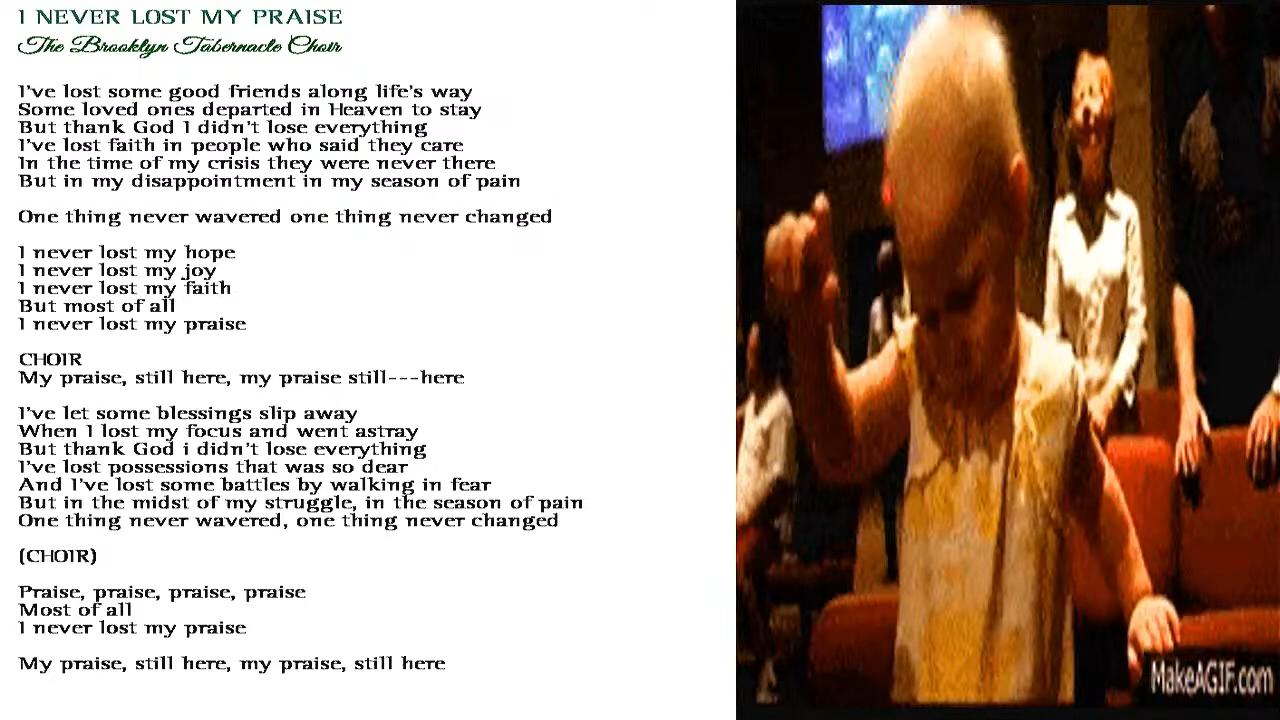 I NEVER LOST MY PRAISE
The Brooklyn Tabernacle Choir
I've lost some good friends along life's way
Some loved ones departed in Heaven to stay
But thank God I didn't lose everything
I've lost faith in people who said they care
In the time of my crisis they were never there
But in my disappointment in my season of pain
One thing never wavered one thing never changed
I never lost my hope
I never lost my joy
I never lost my faith
But most of all
I never lost my praise
CHOIR
My praise, still here, my praise still---here
I've let some blessings slip away
When I lost my focus and went astray
But thank God i didn't lose everything
I've lost possessions that was so dear
And I've lost some battles by walking in fear
But in the midst of my struggle, in the season of pain
One thing never wavered, one thing never changed
(CHOIR)
Praise, praise, praise, praise
Most of all
I never lost my praise
My praise, still here, my praise, still here
MakeAGIF.com